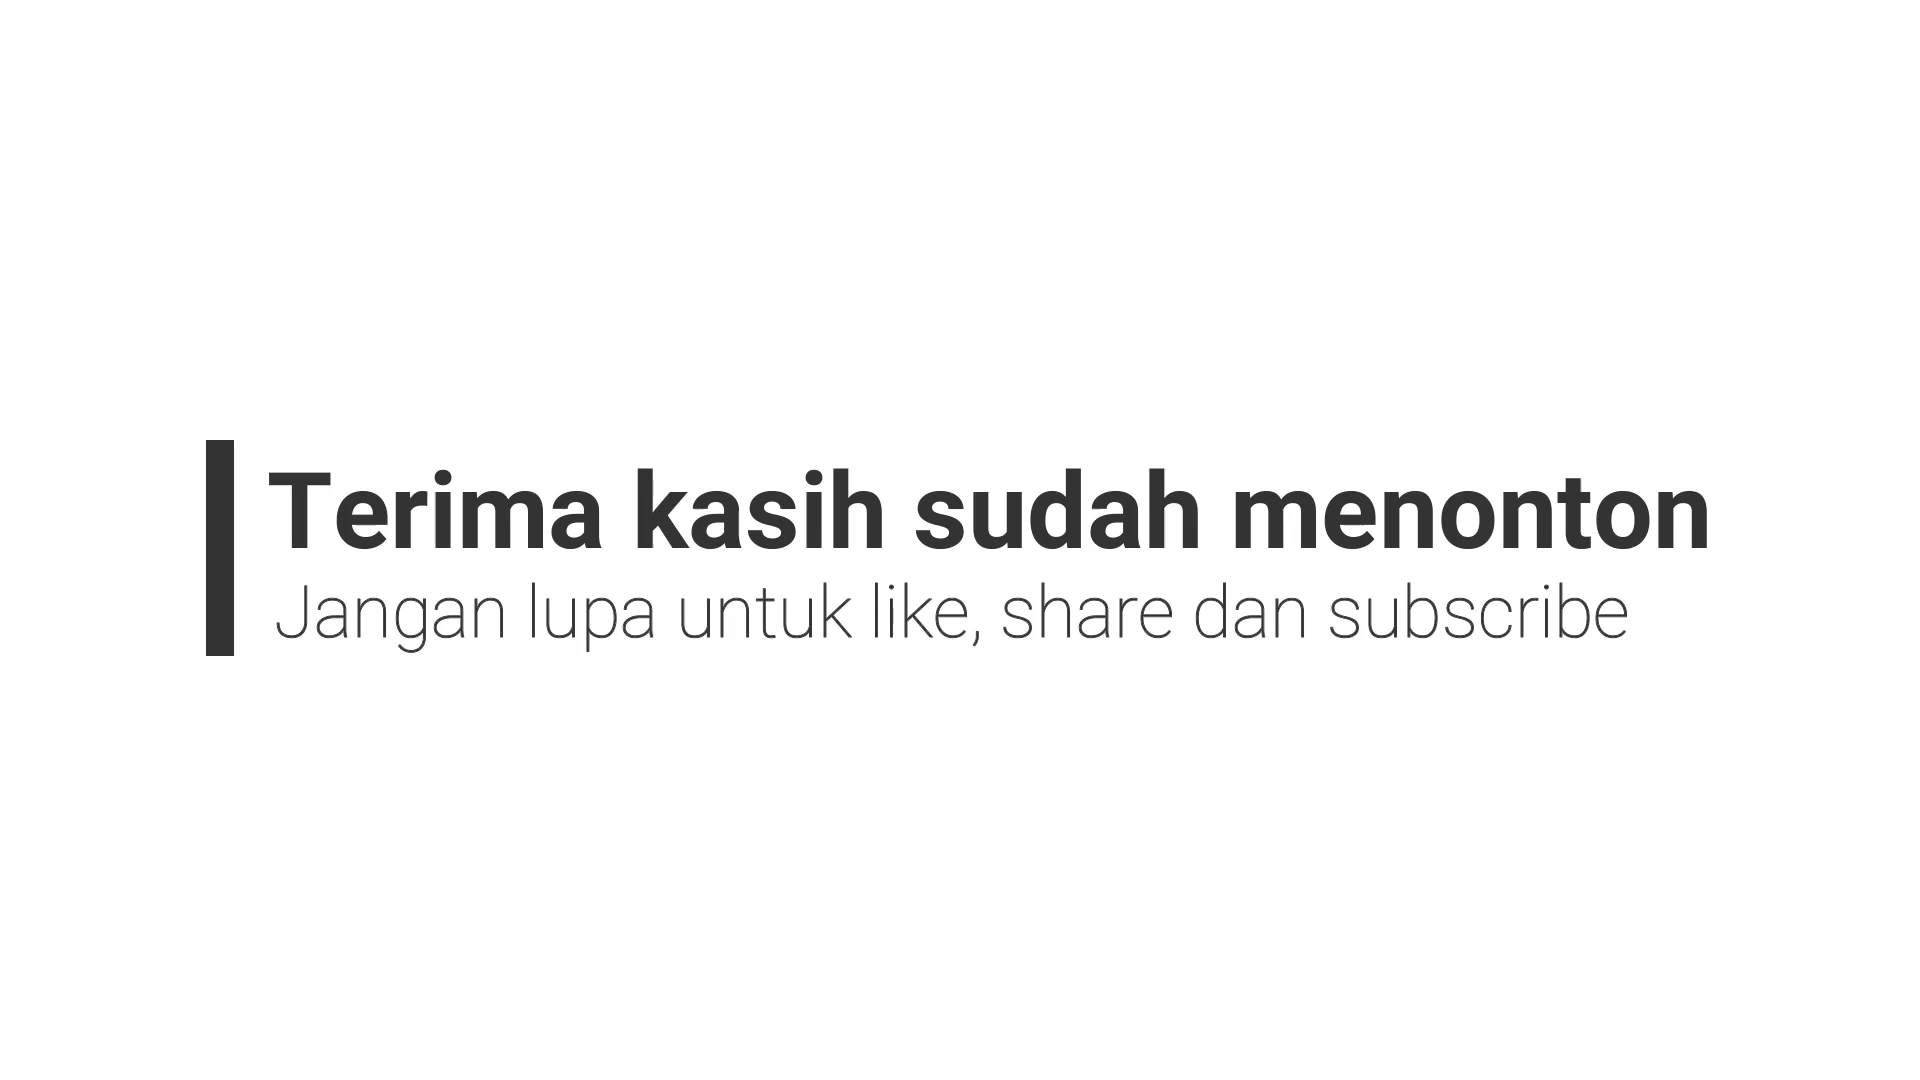 Terima kasih sudah menonton
Jangan lupa untuk like, share dan subscribe